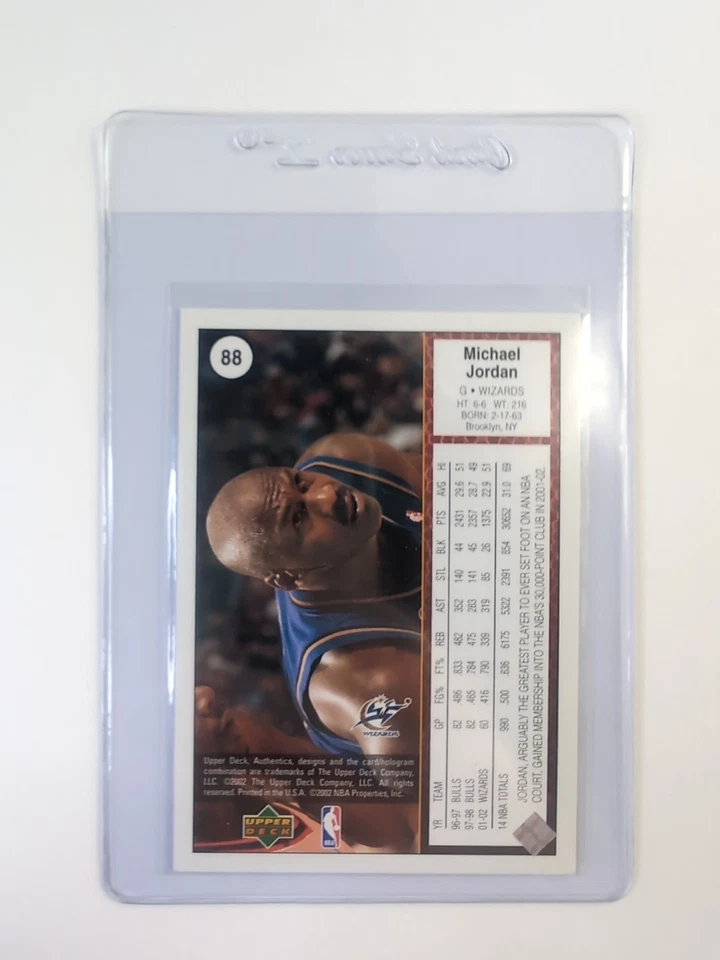 Card Saver I®
88
Michael
Jordan
G • WIZARDS
HT: 6-6 WT: 216
BORN: 2-17-63
Brooklyn, NY
YR TEAM GP FG% FT% REB AST STL BLK PTS AVG HI
96-97 BULLS 82 .486 .833 482 352 140 44 2431 29.6 51
97-98 BULLS 82 .465 .784 475 283 141 45 2357 28.7 49
01-02 WIZARDS 60 .416 .790 339 319 85 26 1375 22.9 51
14 NBA TOTALS 990 .500 .836 6175 5322 2391 854 30652 31.0 69
JORDAN, ARGUABLY THE GREATEST PLAYER TO EVER SET FOOT ON AN NBA
COURT, GAINED MEMBERSHIP INTO THE NBA'S 30,000-POINT CLUB IN 2001-02.
WIZARDS
Upper Deck, Authentics, designs and the card/hologram
combination are trademarks of The Upper Deck Company,
LLC. ©2002 The Upper Deck Company, LLC. All rights
reserved. Printed in the U.S.A. ©2002 NBA Properties, Inc.
UPPER
DECK
NBA